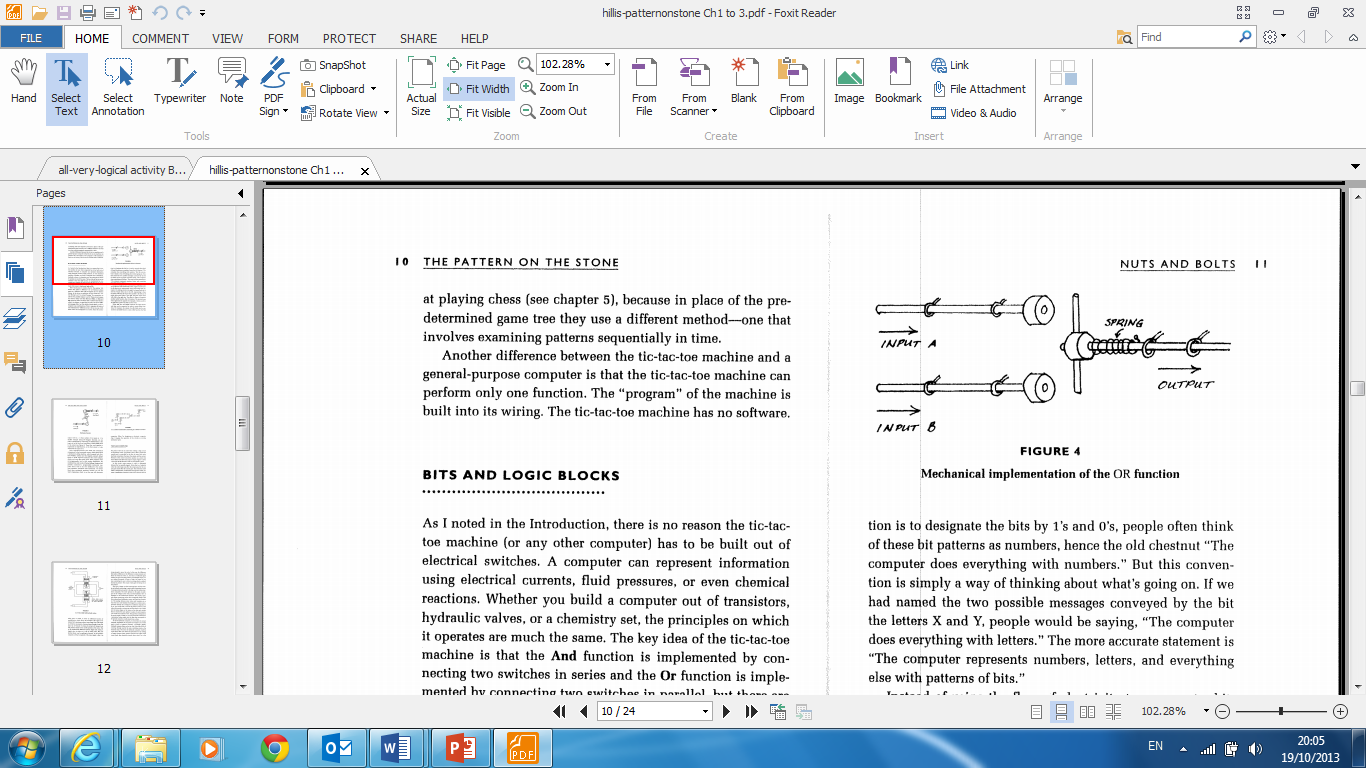 hillis-patternonstone Ch1 to 3.pdf - Foxit Reader
FILE HOME COMMENT VIEW FORM PROTECT SHARE HELP
Find
Hand
Select Text
Select Annotation
Typewriter
Note
PDF Sign
SnapShot
Clipboard
Rotate View
Tools
Actual Size
Fit Page
Fit Width
Fit Visible
102.28%
Zoom In
Zoom Out
Zoom
From File
From Scanner
Blank
From Clipboard
Create
Image
Bookmark
Link
File Attachment
Video & Audio
Insert
Arrange
Arrange
all-very-logical activity B...
hillis-patternonstone Ch1 ...
Pages
10
11
12
10 THE PATTERN ON THE STONE
at playing chess (see chapter 5), because in place of the pre-
determined game tree they use a different method—one that
involves examining patterns sequentially in time.
Another difference between the tic-tac-toe machine and a
general-purpose computer is that the tic-tac-toe machine can
perform only one function. The “program” of the machine is
built into its wiring. The tic-tac-toe machine has no software.
BITS AND LOGIC BLOCKS
As I noted in the Introduction, there is no reason the tic-tac-
toe machine (or any other computer) has to be built out of
electrical switches. A computer can represent information
using electrical currents, fluid pressures, or even chemical
reactions. Whether you build a computer out of transistors,
hydraulic valves, or a chemistry set, the principles on which
it operates are much the same. The key idea of the tic-tac-toe
machine is that the And function is implemented by con-
necting two switches in series and the Or function is imple-
mented by connecting two switches in parallel, but there are
NUTS AND BOLTS 11
INPUT A
SPRING
OUTPUT
INPUT B
FIGURE 4
Mechanical implementation of the OR function
tion is to designate the bits by 1's and 0's, people often think
of these bit patterns as numbers, hence the old chestnut “The
computer does everything with numbers.” But this conven-
tion is simply a way of thinking about what's going on. If we
had named the two possible messages conveyed by the bit
the letters X and Y, people would be saying, “The computer
does everything with letters.” The more accurate statement is
“The computer represents numbers, letters, and everything
else with patterns of bits.”
10 / 24
102.28%
EN
20:05
19/10/2013